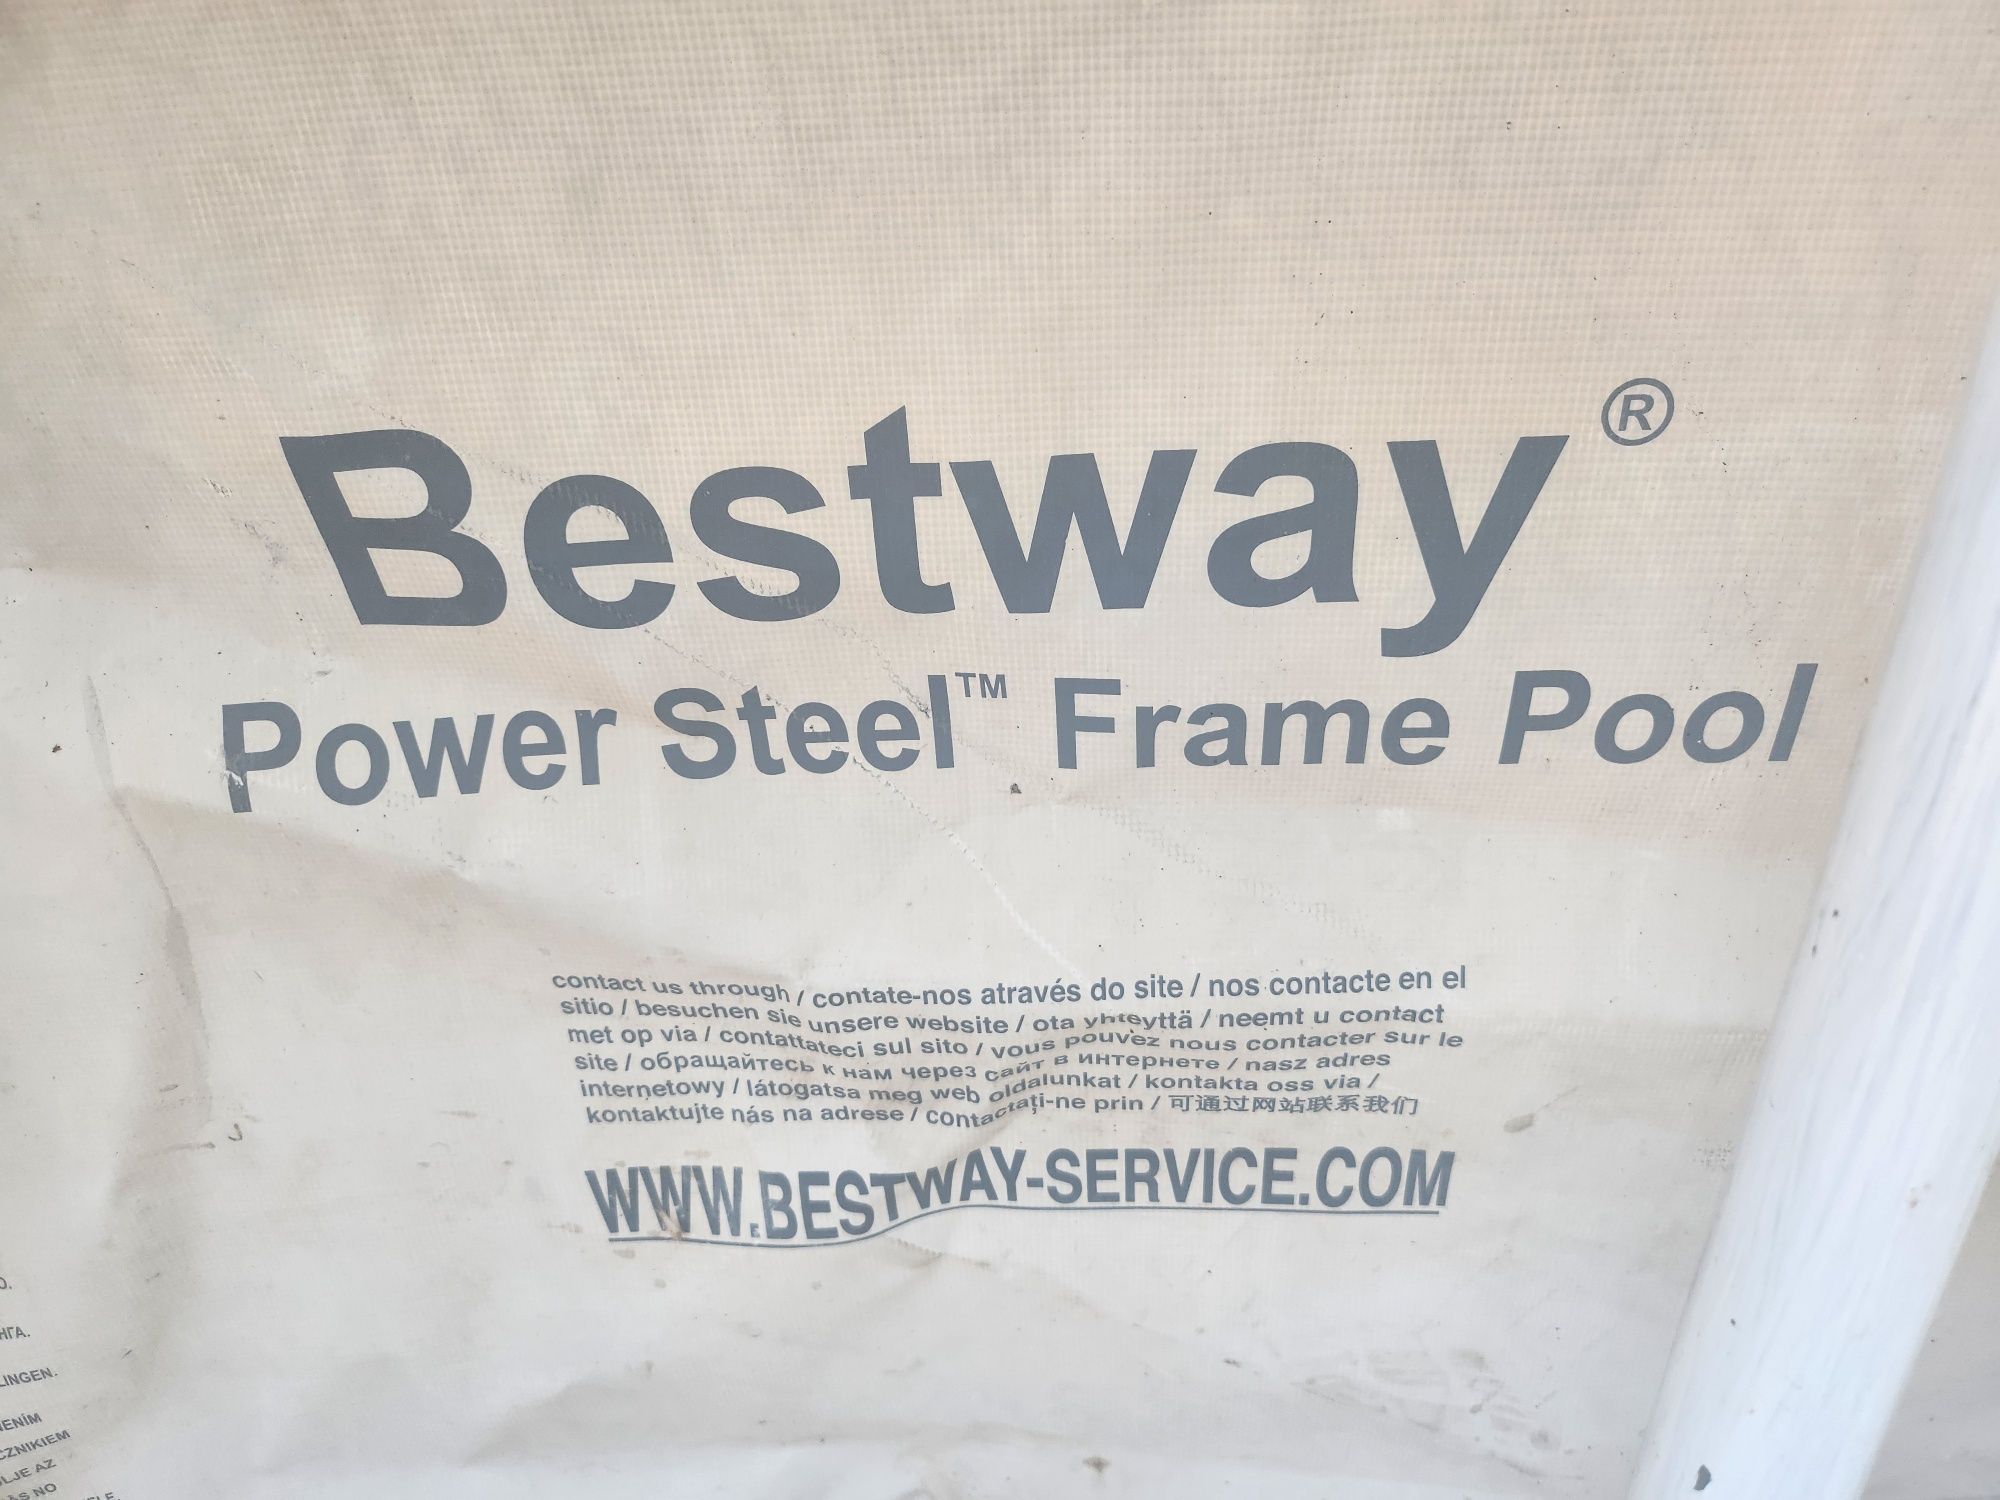 Bestway®
Power Steel™ Frame Pool
contact us through / contate-nos através do site / nos contacte en el
sitio / besuchen sie unsere website / ota yhteyttä / neemt u contact
met op via / contattateci sul sito / vous pouvez nous contacter sur le
site / обращайтесь к нам через сайт в интернете / nasz adres
internetowy / látogatsa meg web oldalunkat / kontakta oss via /
kontaktujte nás na adrese / contactați-ne prin / 可通过网站联系我们
WWW.BESTWAY-SERVICE.COM